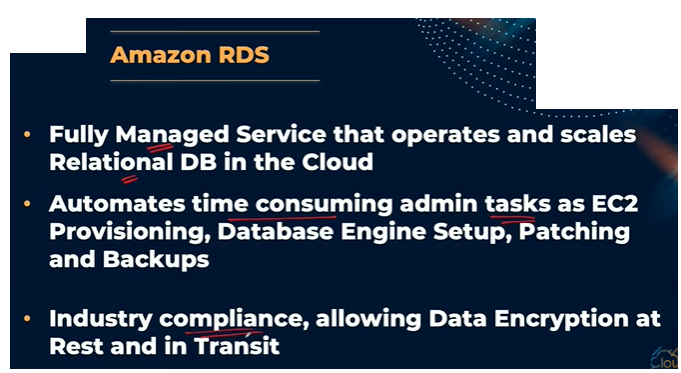 Amazon RDS
• Fully Managed Service that operates and scales
Relational DB in the Cloud
• Automates time consuming admin tasks as EC2
Provisioning, Database Engine Setup, Patching
and Backups
• Industry compliance, allowing Data Encryption at
Rest and in Transit